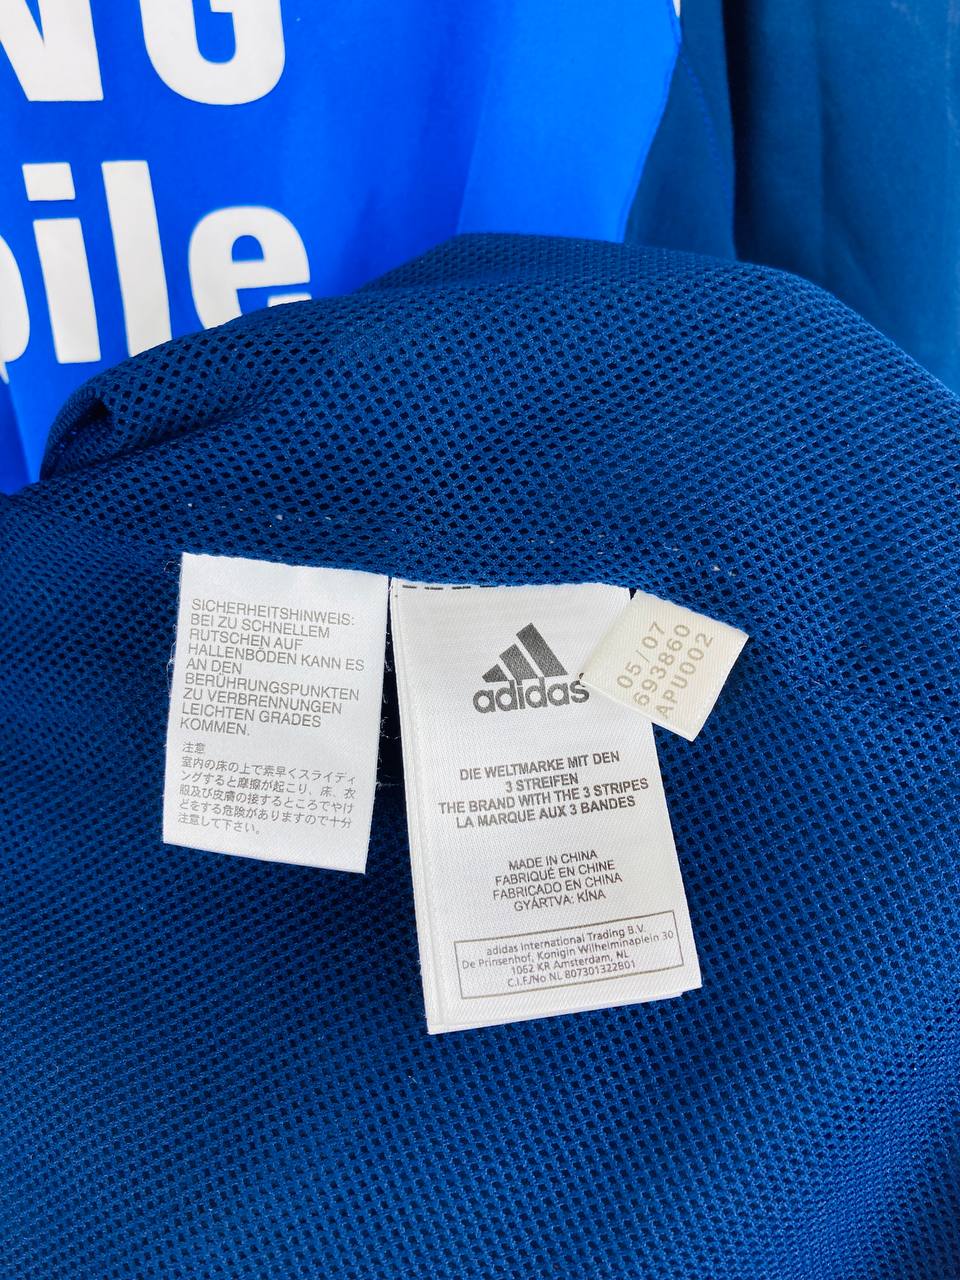 NG
bile
SICHERHEITSHINWEIS:
BEI ZU SCHNELLEM
RUTSCHEN AUF
HALLENBÖDEN KANN ES
AN DEN
BERÜHRUNGSPUNKTEN
ZU VERBRENNUNGEN
LEICHTEN GRADES
KOMMEN.
注意
室内の床の上で素早くスライディ
ングすると摩擦が起こり、床、衣
服及び皮膚の接するところでやけ
どをする危険がありますので十分
注意して下さい。
adidas
DIE WELTMARKE MIT DEN
3 STREIFEN
THE BRAND WITH THE 3 STRIPES
LA MARQUE AUX 3 BANDES
MADE IN CHINA
FABRIQUÉ EN CHINE
FABRICADO EN CHINA
GYÁRTVA: KÍNA
adidas International Trading B.V.
De Prinsenhof, Konigin Wilhelminaplein 30
1062 KR Amsterdam, NL
C.I.F./No NL 807301322B01
05/07
693860
APU002